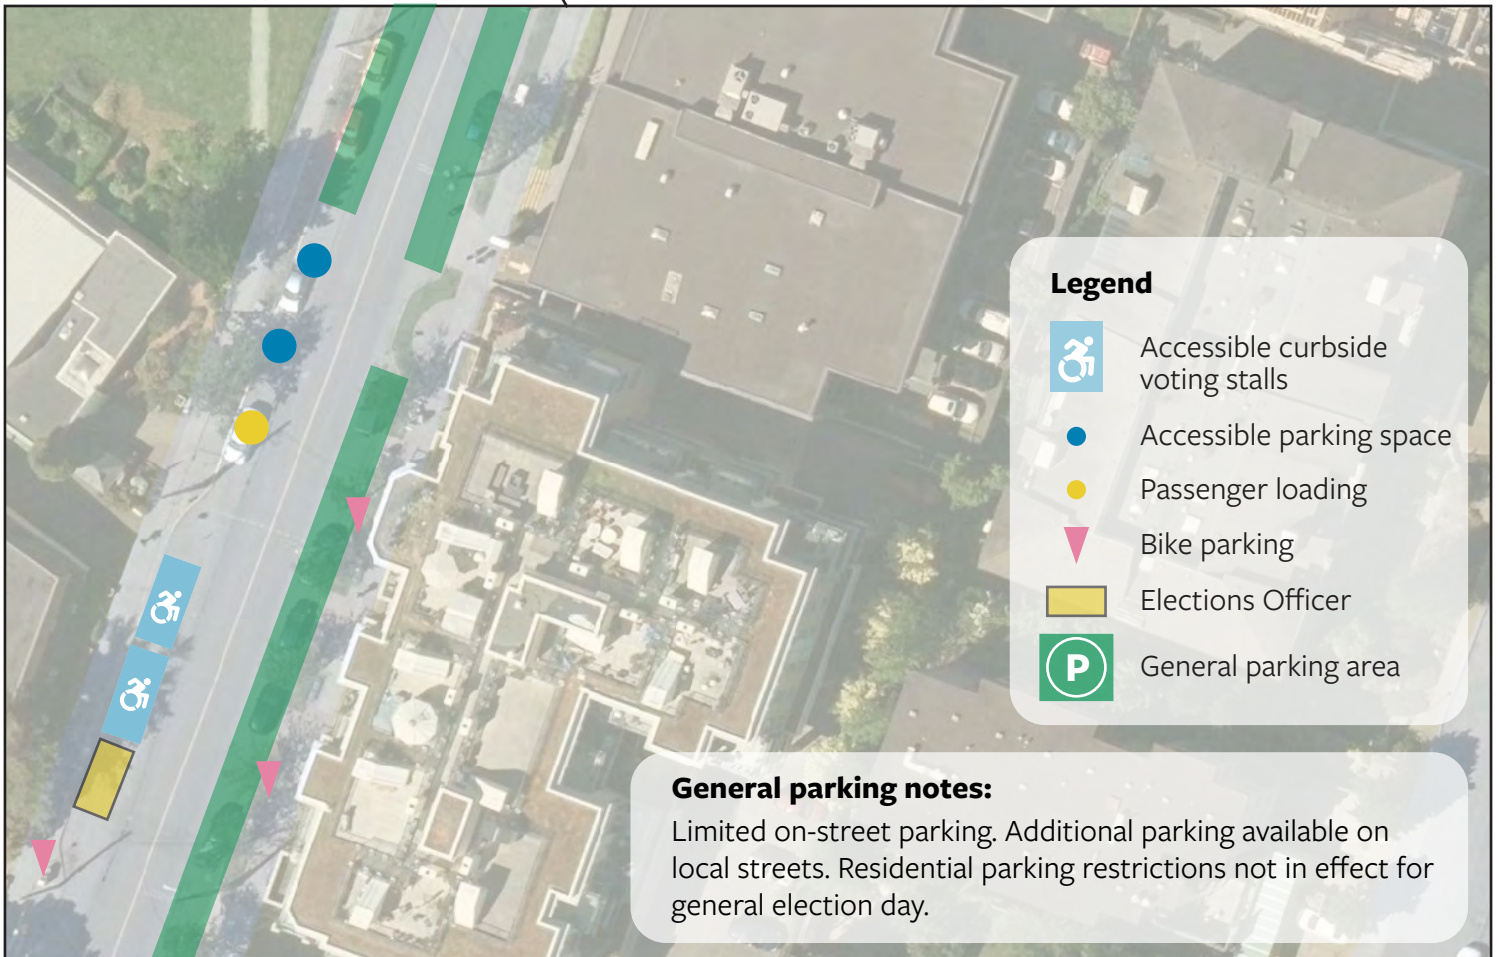 Legend
Accessible curbside
voting stalls
Accessible parking space
Passenger loading
Bike parking
Elections Officer
P
General parking area
General parking notes:
Limited on-street parking. Additional parking available on
local streets. Residential parking restrictions not in effect for
general election day.